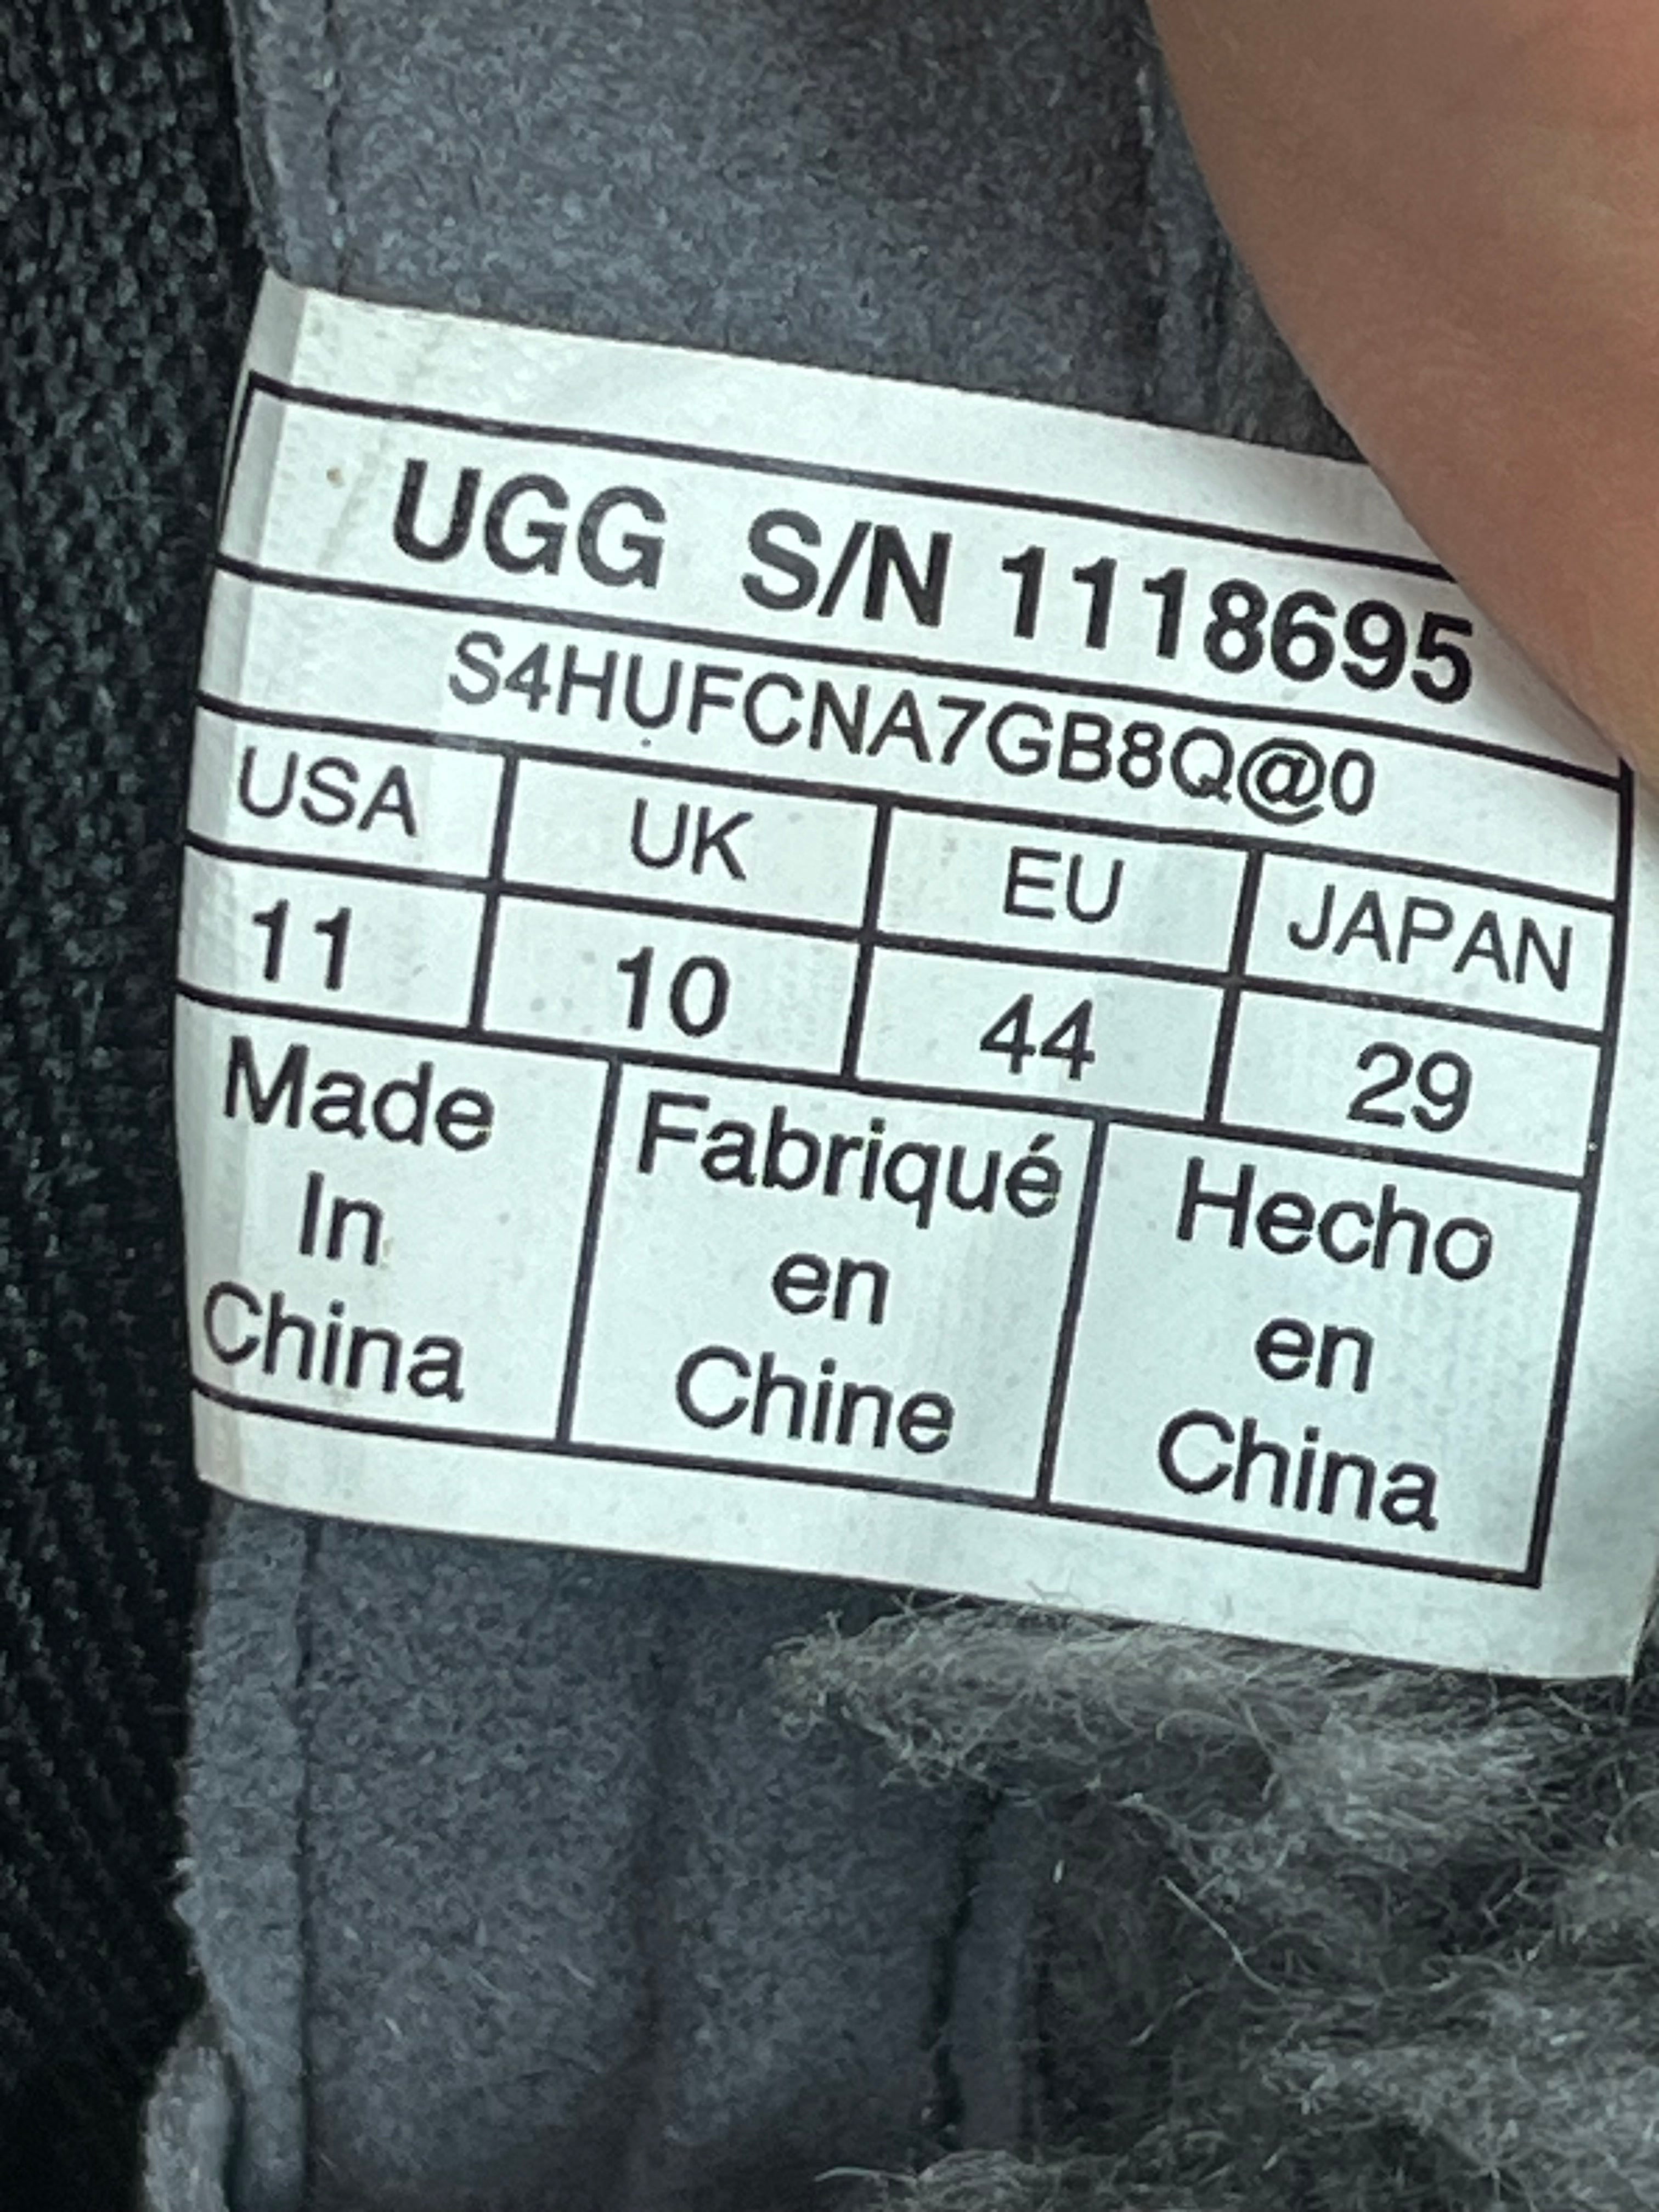 UGG S/N 1118695
S4HUFCNA7GB8Q@0
USA UK EU JAPAN
11 10 44 29
Made In China
Fabriqué en Chine
Hecho en China